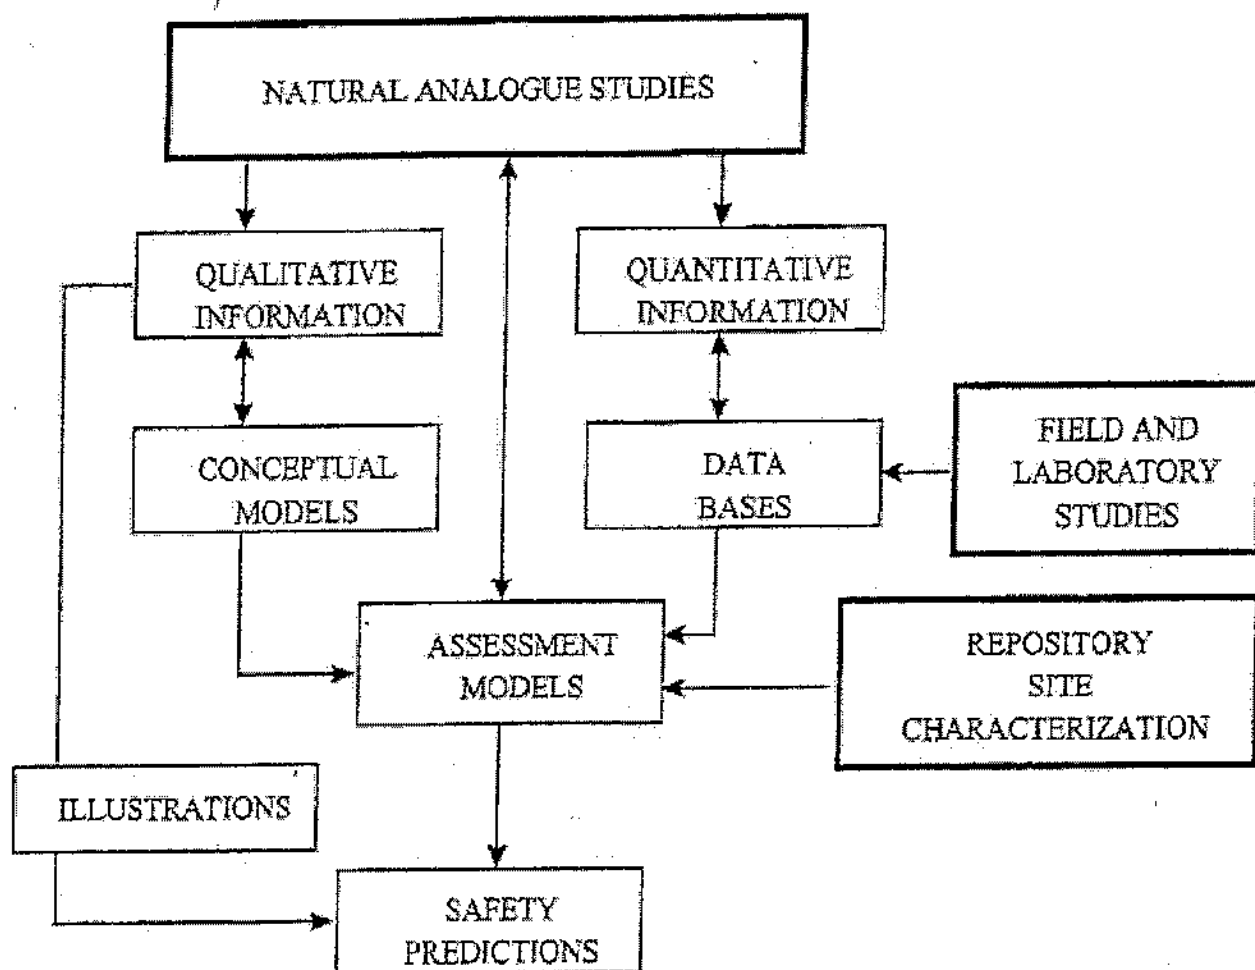 NATURAL ANALOGUE STUDIES
QUALITATIVE
INFORMATION
QUANTITATIVE
INFORMATION
CONCEPTUAL
MODELS
DATA
BASES
FIELD AND
LABORATORY
STUDIES
ASSESSMENT
MODELS
REPOSITORY
SITE
CHARACTERIZATION
ILLUSTRATIONS
SAFETY
PREDICTIONS